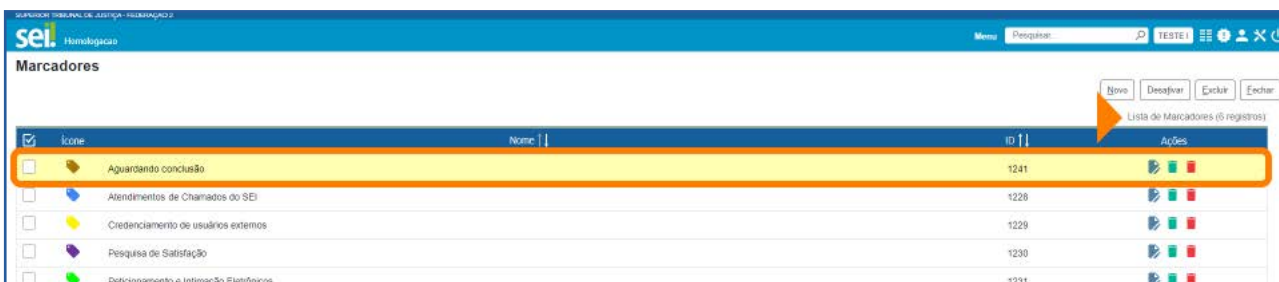 SUPERIOR TRIBUNAL DE JUSTIÇA - FEDERAÇÃO 2
sei! Homologacao Menu Pesquisar... TESTE I
Marcadores
Novo Desativar Excluir Fechar
Lista de Marcadores (6 registros):
Ícone Nome ID Ações
Aguardando conclusão 1241
Atendimentos de Chamados do SEI 1228
Credenciamento de usuários externos 1229
Pesquisa de Satisfação 1230
Peticionamento e Intimação Eletrônicos 1231